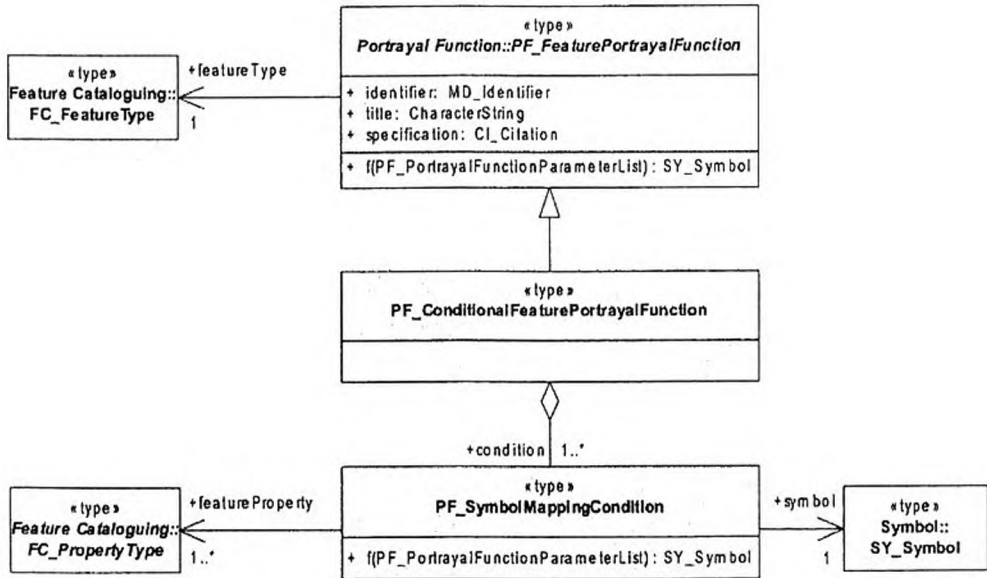 «type»
Portrayal Function::PF_FeaturePortrayalFunction
+ identifier: MD_Identifier
+ title: CharacterString
+ specification: CI_Citation
+ f(PF_PortrayalFunctionParameterList): SY_Symbol
«type»
Feature Cataloguing::
FC_FeatureType
+featureType
1
«type»
PF_ConditionalFeaturePortrayalFunction
+condition 1..*
«type»
PF_SymbolMappingCondition
+ f(PF_PortrayalFunctionParameterList): SY_Symbol
«type»
Feature Cataloguing::
FC_PropertyType
+featureProperty
1..*
+symbol
1
«type»
Symbol::
SY_Symbol